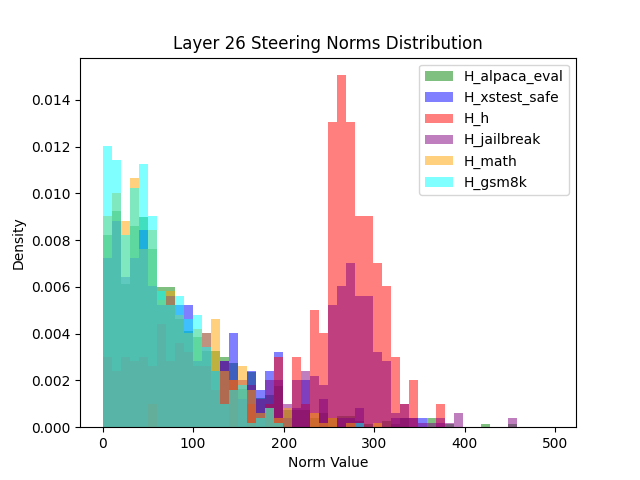 Layer 26 Steering Norms Distribution
H_alpaca_eval
H_xstest_safe
H_h
H_jailbreak
H_math
H_gsm8k
Density
0.014
0.012
0.010
0.008
0.006
0.004
0.002
0.000
0
100
200
300
400
500
Norm Value